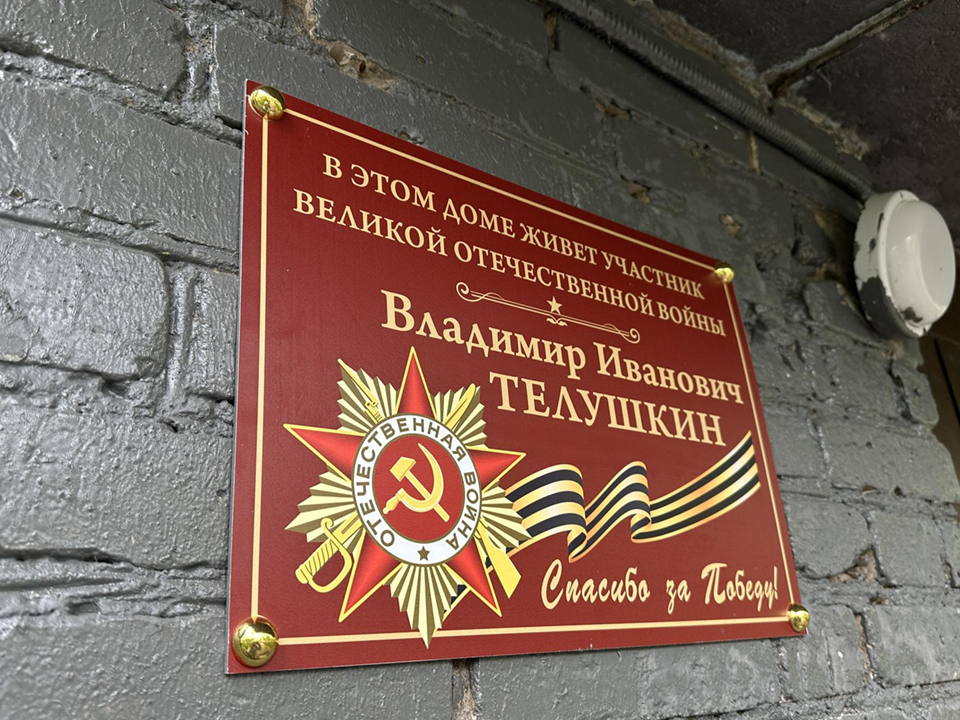 В ЭТОМ ДОМЕ ЖИВЕТ УЧАСТНИК
ВЕЛИКОЙ ОТЕЧЕСТВЕННОЙ ВОЙНЫ
Владимир Иванович
ТЕЛУШКИН
ОТЕЧЕСТВЕННАЯ ВОЙНА
Спасибо за Победу!